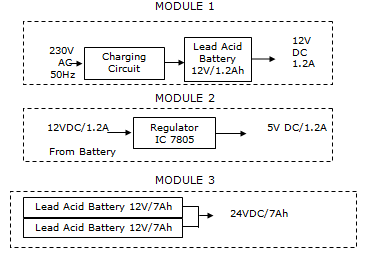 MODULE 1
230V
AC
50Hz
Charging
Circuit
Lead Acid
Battery
12V/1.2Ah
12V
DC
1.2A
MODULE 2
12VDC/1.2A
From Battery
Regulator
IC 7805
5V DC/1.2A
MODULE 3
Lead Acid Battery 12V/7Ah
Lead Acid Battery 12V/7Ah
24VDC/7Ah